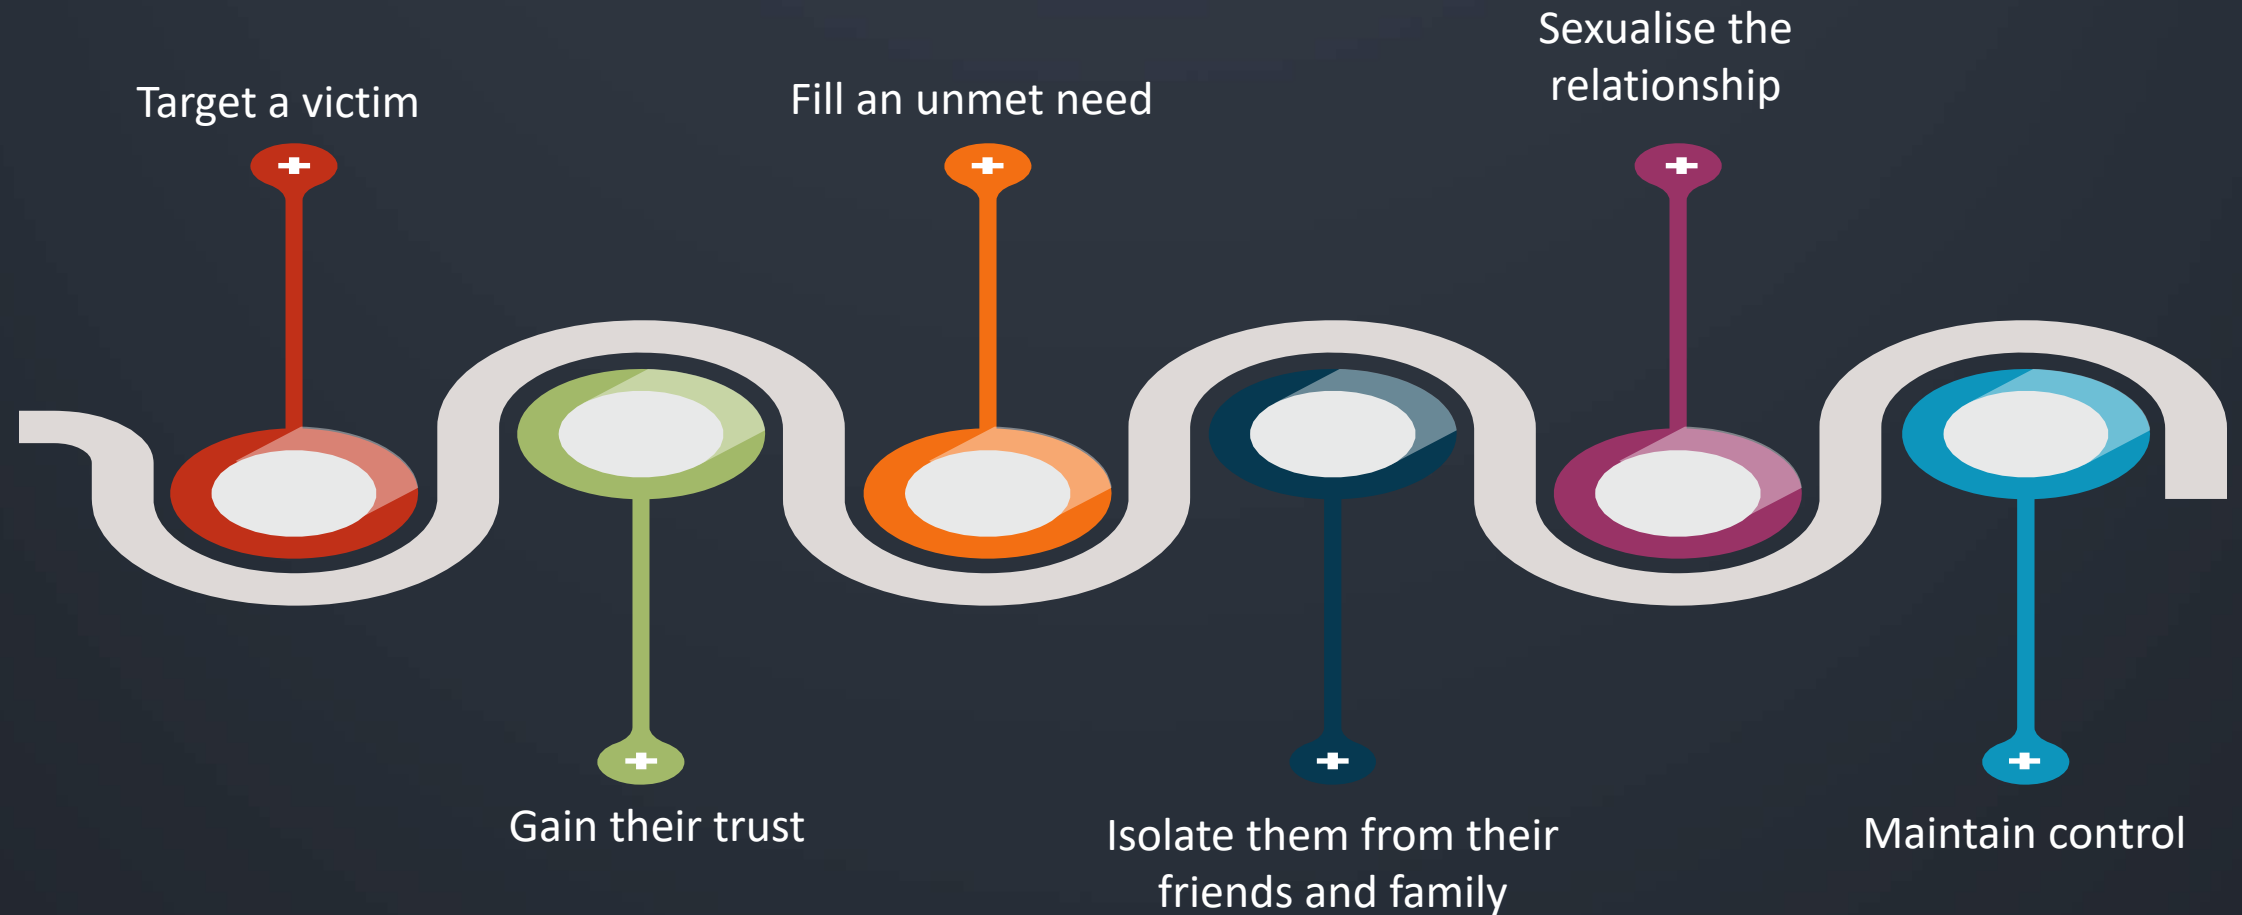 Target a victim
Gain their trust
Fill an unmet need
Isolate them from their
friends and family
Sexualise the
relationship
Maintain control